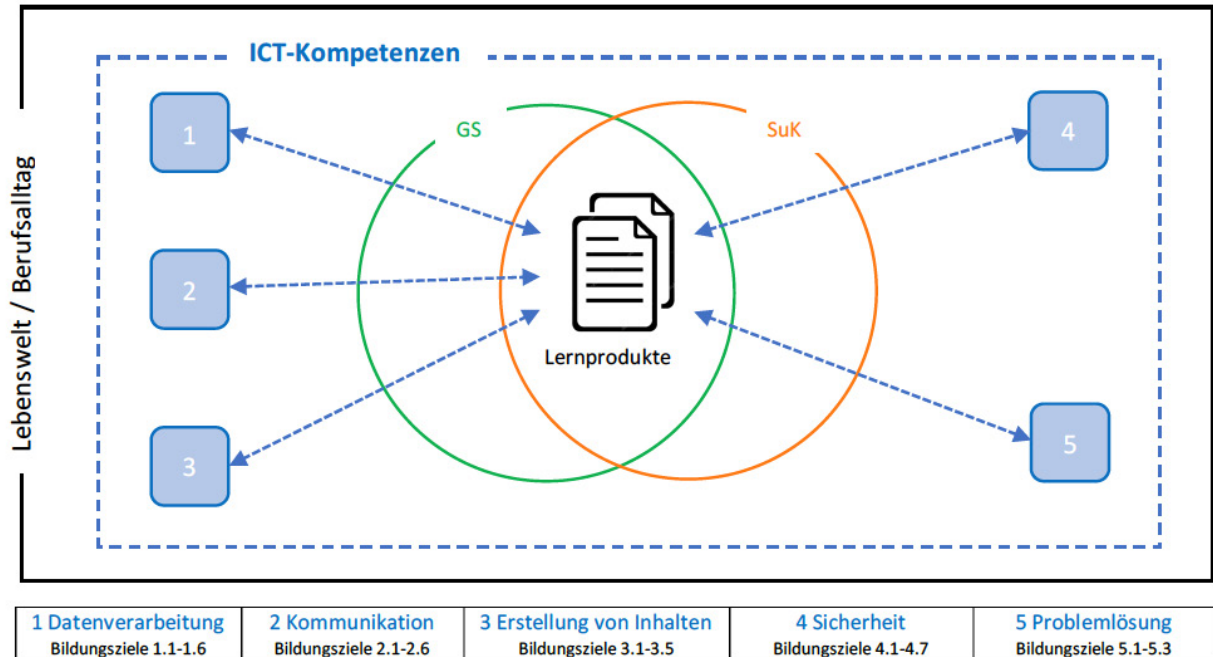 ICT-Kompetenzen
Lebenswelt / Berufsalltag
GS
SuK
1
2
3
4
5
Lernprodukte
1 Datenverarbeitung
Bildungsziele 1.1-1.6
2 Kommunikation
Bildungsziele 2.1-2.6
3 Erstellung von Inhalten
Bildungsziele 3.1-3.5
4 Sicherheit
Bildungsziele 4.1-4.7
5 Problemlösung
Bildungsziele 5.1-5.3